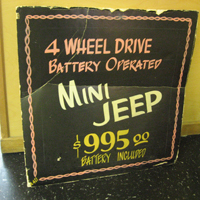 4 WHEEL DRIVE
BATTERY OPERATED
MINI
JEEP
$995.00
BATTERY INCLUDED